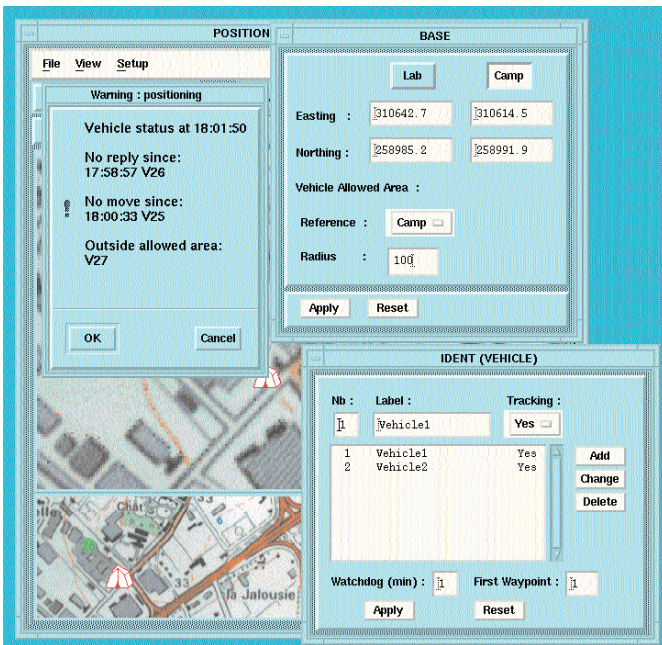 POSITION
File View Setup
Warning : positioning
Vehicle status at 18:01:50
No reply since:
17:58:57 V26
No move since:
18:00:33 V25
Outside allowed area:
V27
OK Cancel
BASE
Lab Camp
Easting : 310642.7 310614.5
Northing : 258985.2 258991.9
Vehicle Allowed Area :
Reference : Camp
Radius : 100
Apply Reset
IDENT (VEHICLE)
Nb : Label : Tracking :
1 Vehicle1 Yes
1 Vehicle1 Yes
2 Vehicle2 Yes
Add
Change
Delete
Watchdog (min) : 1 First Waypoint : 1
Apply Reset
Chât
33
33
la Jalousie